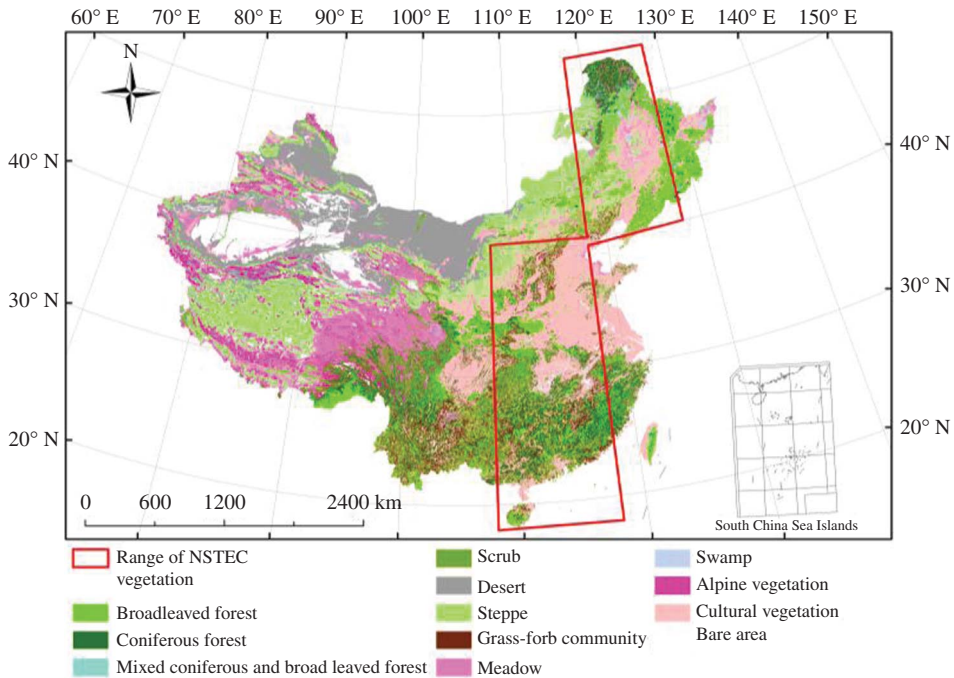 60° E 70° E 80° E 90° E 100° E 110° E 120° E 130° E 140° E 150° E
N
40° N
30° N
20° N
40° N
30° N
20° N
0 600 1200 2400 km
South China Sea Islands
Range of NSTEC
vegetation
Broadleaved forest
Coniferous forest
Mixed coniferous and broad leaved forest
Scrub
Desert
Steppe
Grass-forb community
Meadow
Swamp
Alpine vegetation
Cultural vegetation
Bare area